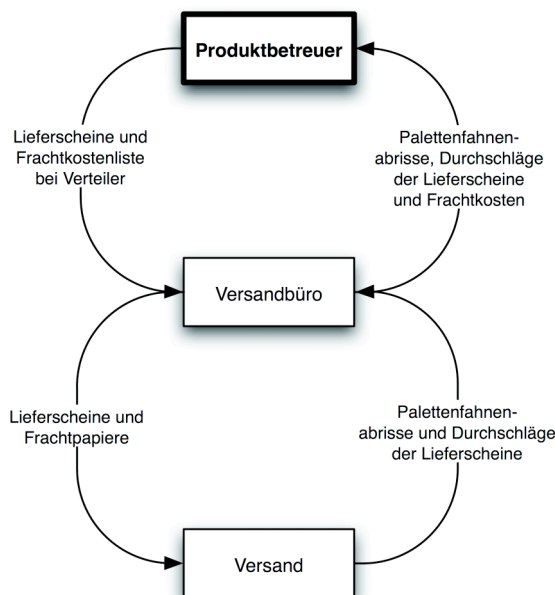 Produktbetreuer
Lieferscheine und
Frachtkostenliste
bei Verteiler
Palettenfahnen-
abrisse, Durchschläge
der Lieferscheine
und Frachtkosten
Versandbüro
Lieferscheine und
Frachtpapiere
Palettenfahnen-
abrisse und Durchschläge
der Lieferscheine
Versand